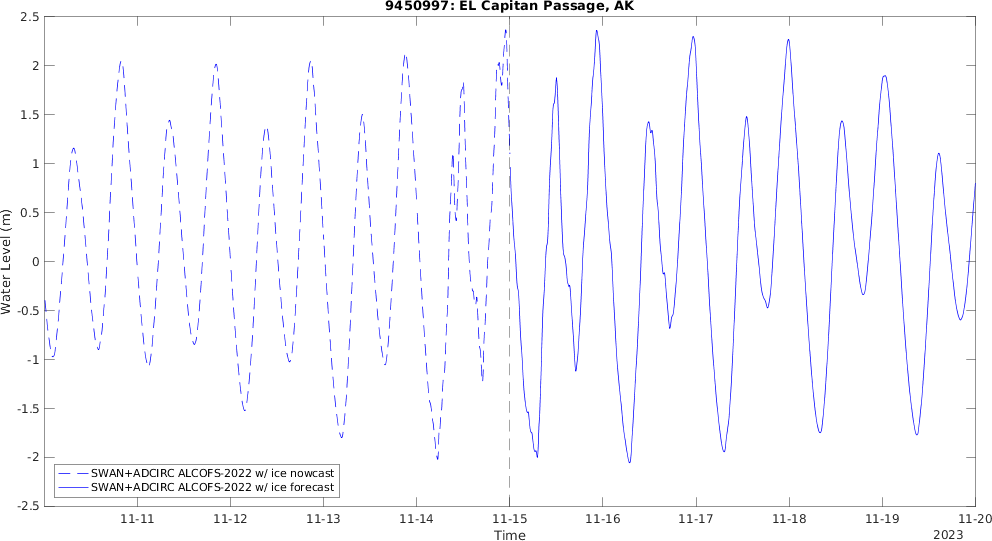 9450997: EL Capitan Passage, AK
Water Level (m)
2.5
2
1.5
1
0.5
0
-0.5
-1
-1.5
-2
-2.5
SWAN+ADCIRC ALCOFS-2022 w/ ice nowcast
SWAN+ADCIRC ALCOFS-2022 w/ ice forecast
11-11 11-12 11-13 11-14 11-15 11-16 11-17 11-18 11-19 11-20
Time
2023